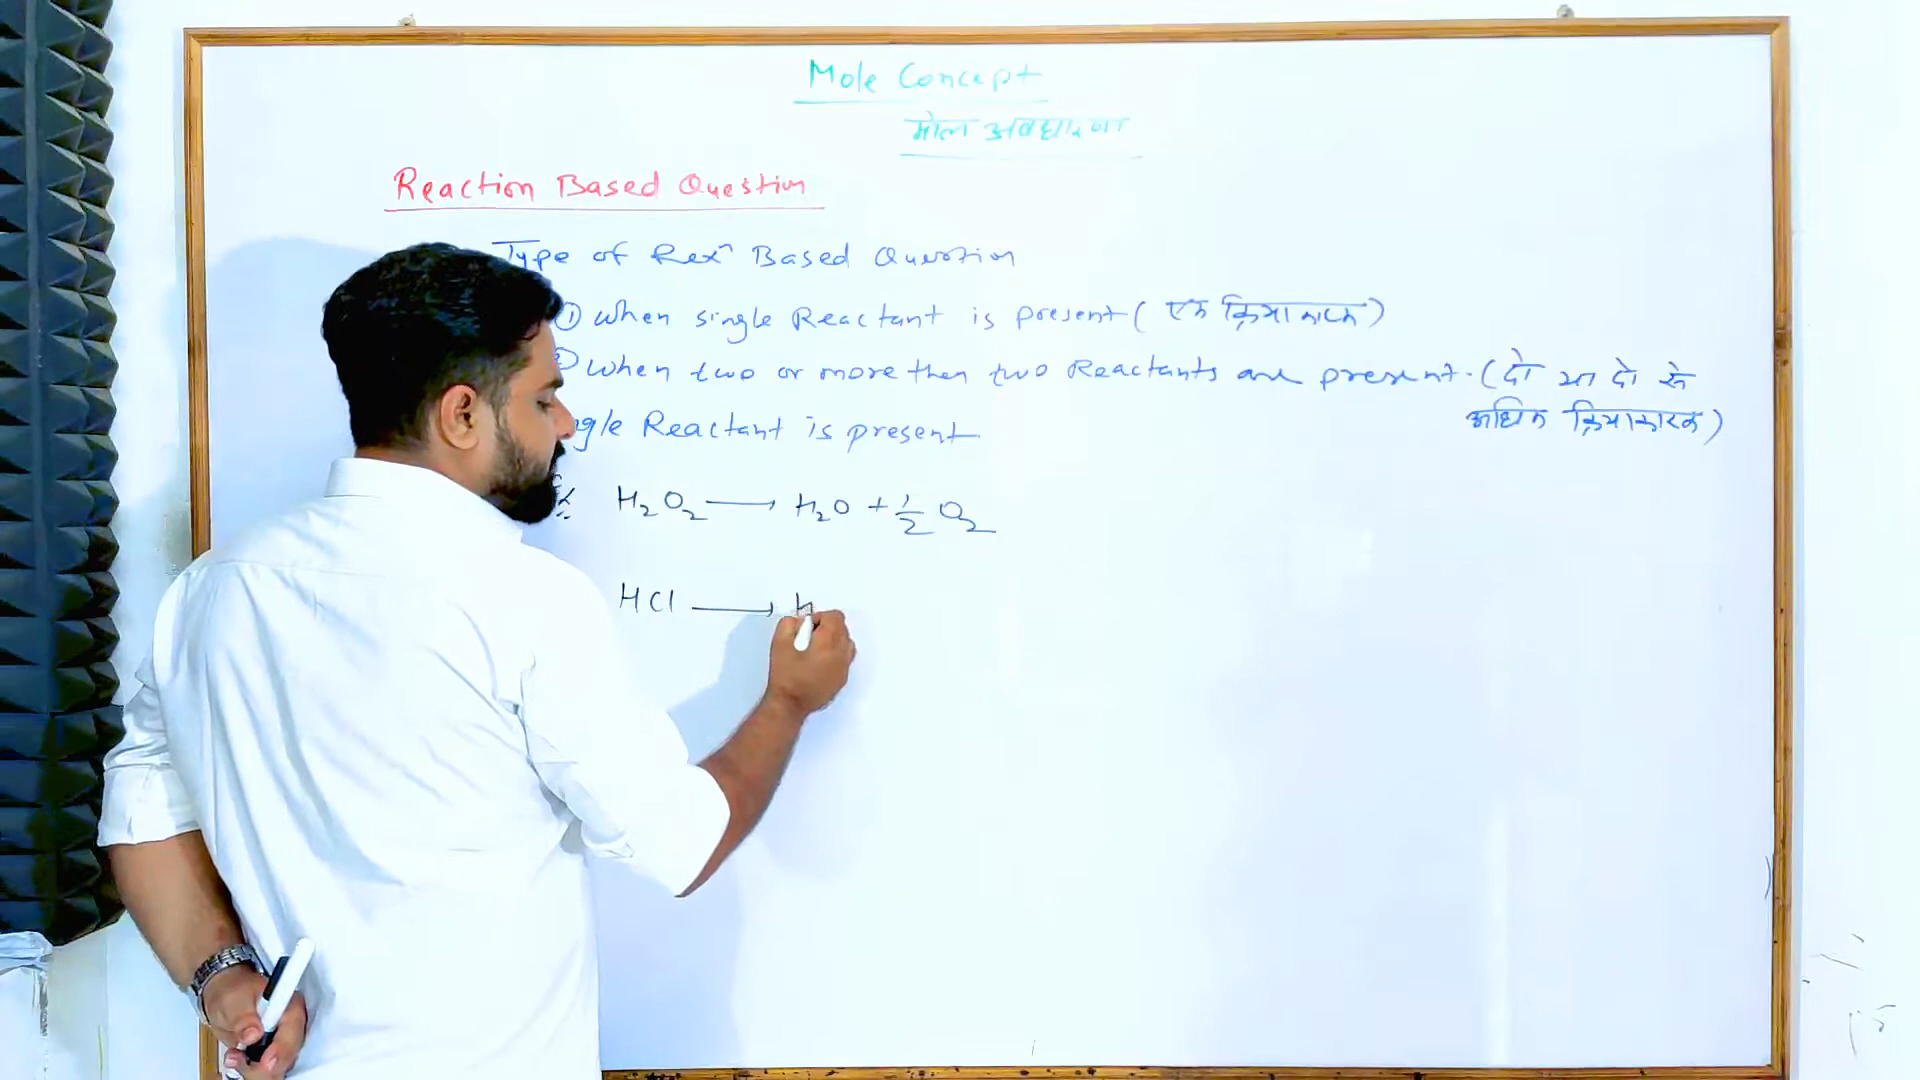 Mole Concept
मोल अवधारणा
Reaction Based Question
Type of Rexⁿ Based Question
① When single Reactant is present ( एक क्रियाकारक )
② When two or more then two Reactants are present. ( दो या दो से
अधिक क्रियाकारक )
gle Reactant is present
H₂O₂ ⟶ H₂O + 1/2 O₂
HCl ⟶ H